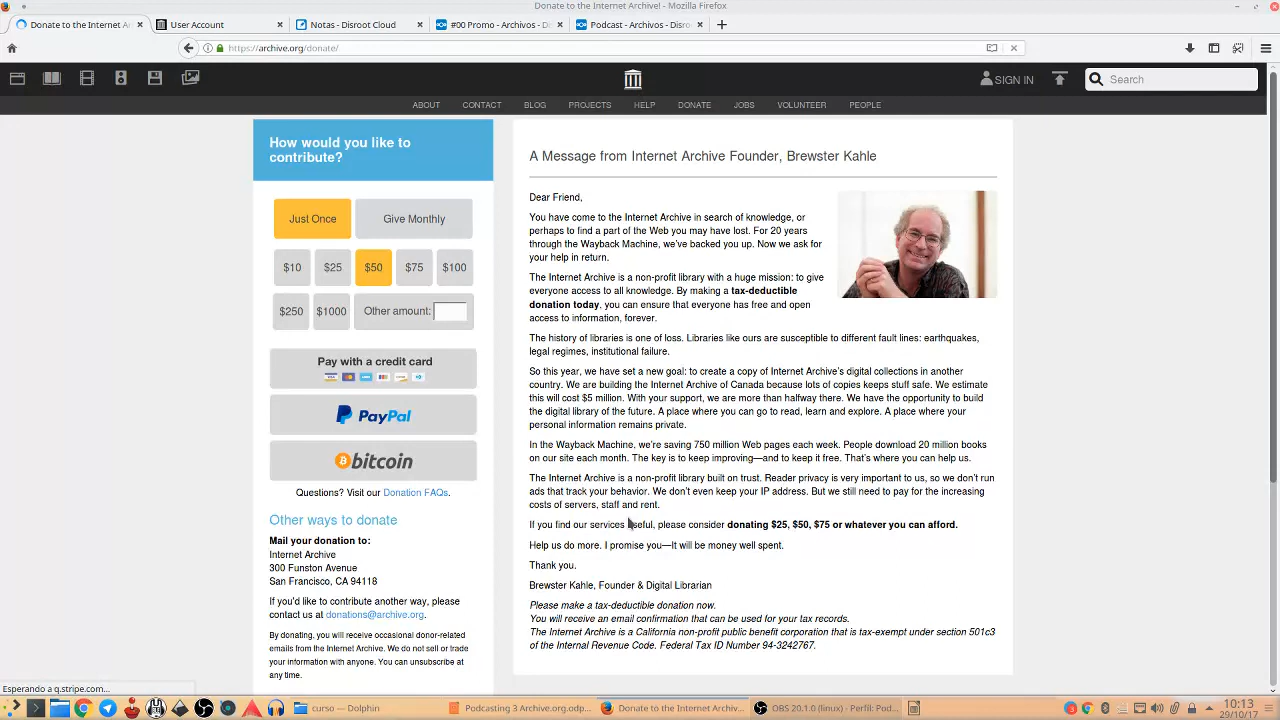 Donate to the Internet Archive! - Mozilla Firefox
Donate to the Internet A
User Account
Notas - Disroot Cloud
#00 Promo - Archivos - D
Podcast - Archivos - Disro
https://archive.org/donate/
SIGN IN
Search
ABOUT CONTACT BLOG PROJECTS HELP DONATE JOBS VOLUNTEER PEOPLE
How would you like to
contribute?
Just Once
Give Monthly
$10 $25 $50 $75 $100
$250 $1000 Other amount:
Pay with a credit card
PayPal
bitcoin
Questions? Visit our Donation FAQs.
Other ways to donate
Mail your donation to:
Internet Archive
300 Funston Avenue
San Francisco, CA 94118
If you'd like to contribute another way, please
contact us at donations@archive.org.
By donating, you will receive occasional donor-related
emails from the Internet Archive. We do not sell or trade
your information with anyone. You can unsubscribe at
any time.
A Message from Internet Archive Founder, Brewster Kahle
Dear Friend,
You have come to the Internet Archive in search of knowledge, or
perhaps to find a part of the Web you may have lost. For 20 years
through the Wayback Machine, we've backed you up. Now we ask for
your help in return.
The Internet Archive is a non-profit library with a huge mission: to give
everyone access to all knowledge. By making a tax-deductible
donation today, you can ensure that everyone has free and open
access to information, forever.
The history of libraries is one of loss. Libraries like ours are susceptible to different fault lines: earthquakes,
legal regimes, institutional failure.
So this year, we have set a new goal: to create a copy of Internet Archive's digital collections in another
country. We are building the Internet Archive of Canada because lots of copies keeps stuff safe. We estimate
this will cost $5 million. With your support, we are more than halfway there. We have the opportunity to build
the digital library of the future. A place where you can go to read, learn and explore. A place where your
personal information remains private.
In the Wayback Machine, we're saving 750 million Web pages each week. People download 20 million books
on our site each month. The key is to keep improving—and to keep it free. That's where you can help us.
The Internet Archive is a non-profit library built on trust. Reader privacy is very important to us, so we don't run
ads that track your behavior. We don't even keep your IP address. But we still need to pay for the increasing
costs of servers, staff and rent.
If you find our services useful, please consider donating $25, $50, $75 or whatever you can afford.
Help us do more. I promise you—It will be money well spent.
Thank you.
Brewster Kahle, Founder & Digital Librarian
Please make a tax-deductible donation now.
You will receive an email confirmation that can be used for your tax records.
The Internet Archive is a California non-profit public benefit corporation that is tax-exempt under section 501c3
of the Internal Revenue Code. Federal Tax ID Number 94-3242767.
Esperando a q.stripe.com...
curso — Dolphin
Podcasting 3 Archive.org.odp...
Donate to the Internet Archive...
OBS 20.1.0 (linux) - Perfil: Pod...
10:13
29/10/17